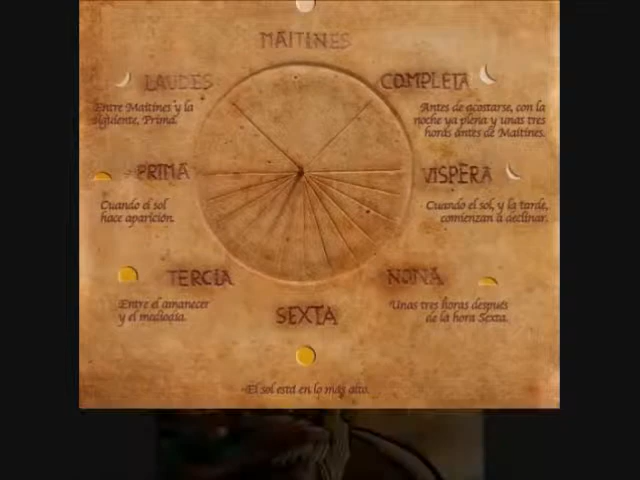 MAITINES
LAUDES
Entre Maitines y la
siguiente, Prima.
COMPLETA
Antes de acostarse, con la
noche ya plena y unas tres
horas antes de Maitines.
PRIMA
Cuando el sol
hace aparición.
VISPERA
Cuando el sol, y la tarde,
comienzan a declinar.
TERCIA
Entre el amanecer
y el mediodía.
NONA
Unas tres horas después
de la hora Sexta.
SEXTA
El sol está en lo más alto.